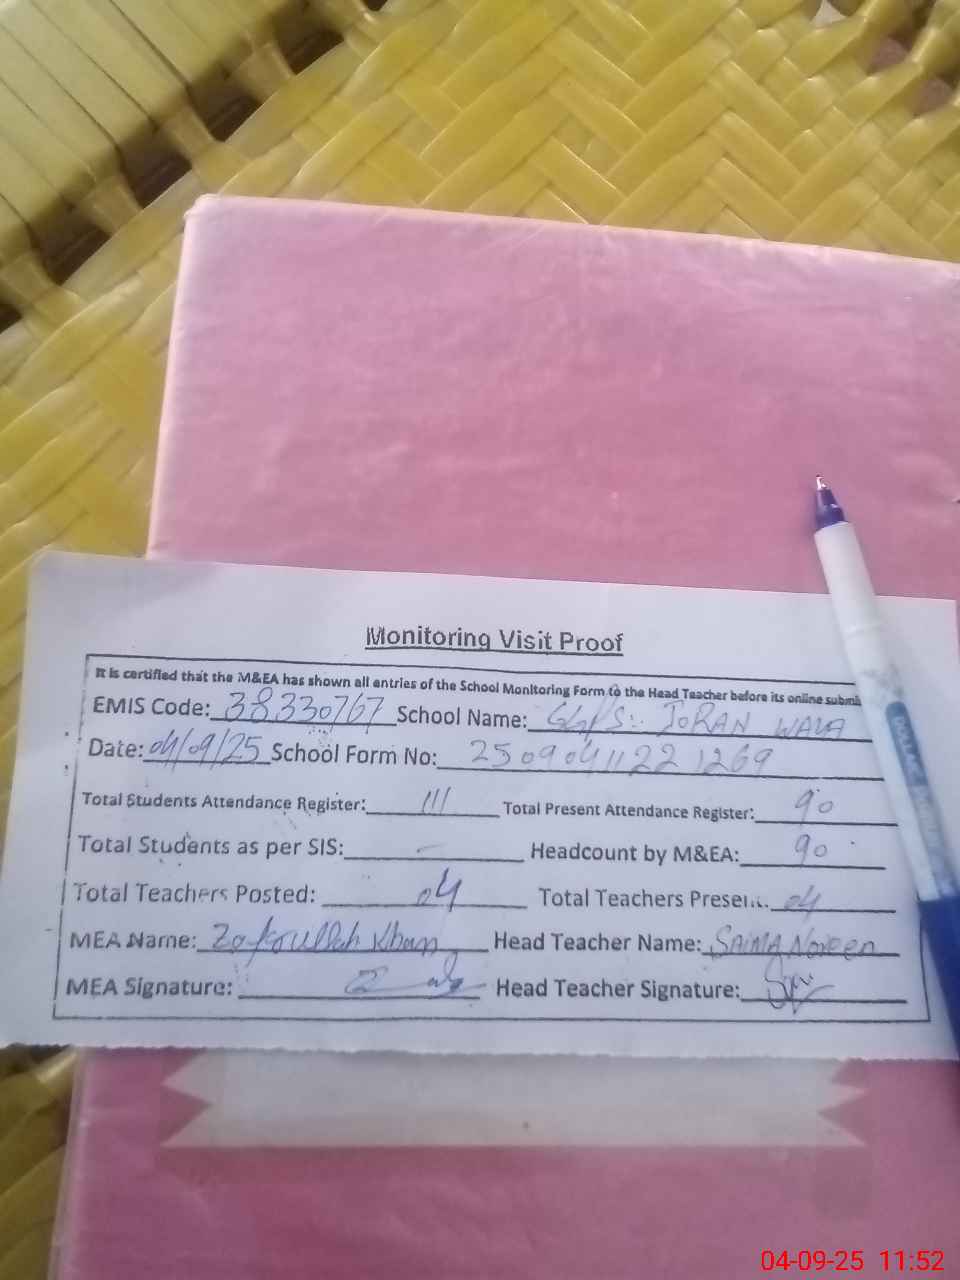 Monitoring Visit Proof
It is certified that the M&EA has shown all entries of the School Monitoring Form to the Head Teacher before its online submi
EMIS Code: 38330767 School Name: GGPS: JORAN WALA
Date: 04/09/25 School Form No: 2509041122 1269
Total Students Attendance Register: 111 Total Present Attendance Register: 90
Total Students as per SIS: - Headcount by M&EA: 90
Total Teachers Posted: 04 Total Teachers Present. 04
MEA Name: Zafrullah Khan Head Teacher Name: SAIMA Noreen
MEA Signature: Head Teacher Signature:
DOLLAR
04-09-25 11:52